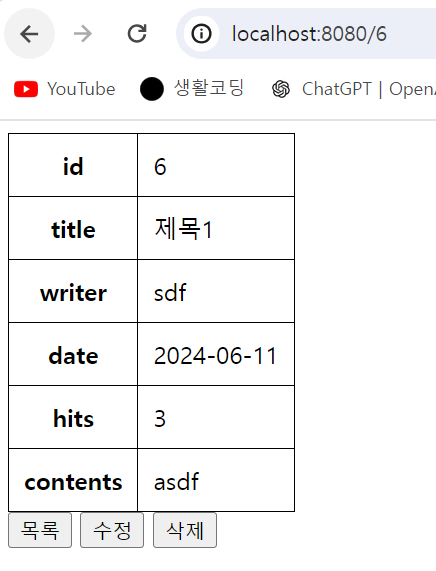 localhost:8080/6
YouTube 생활코딩 ChatGPT | OpenA
id 6
title 제목1
writer sdf
date 2024-06-11
hits 3
contents asdf
목록 수정 삭제